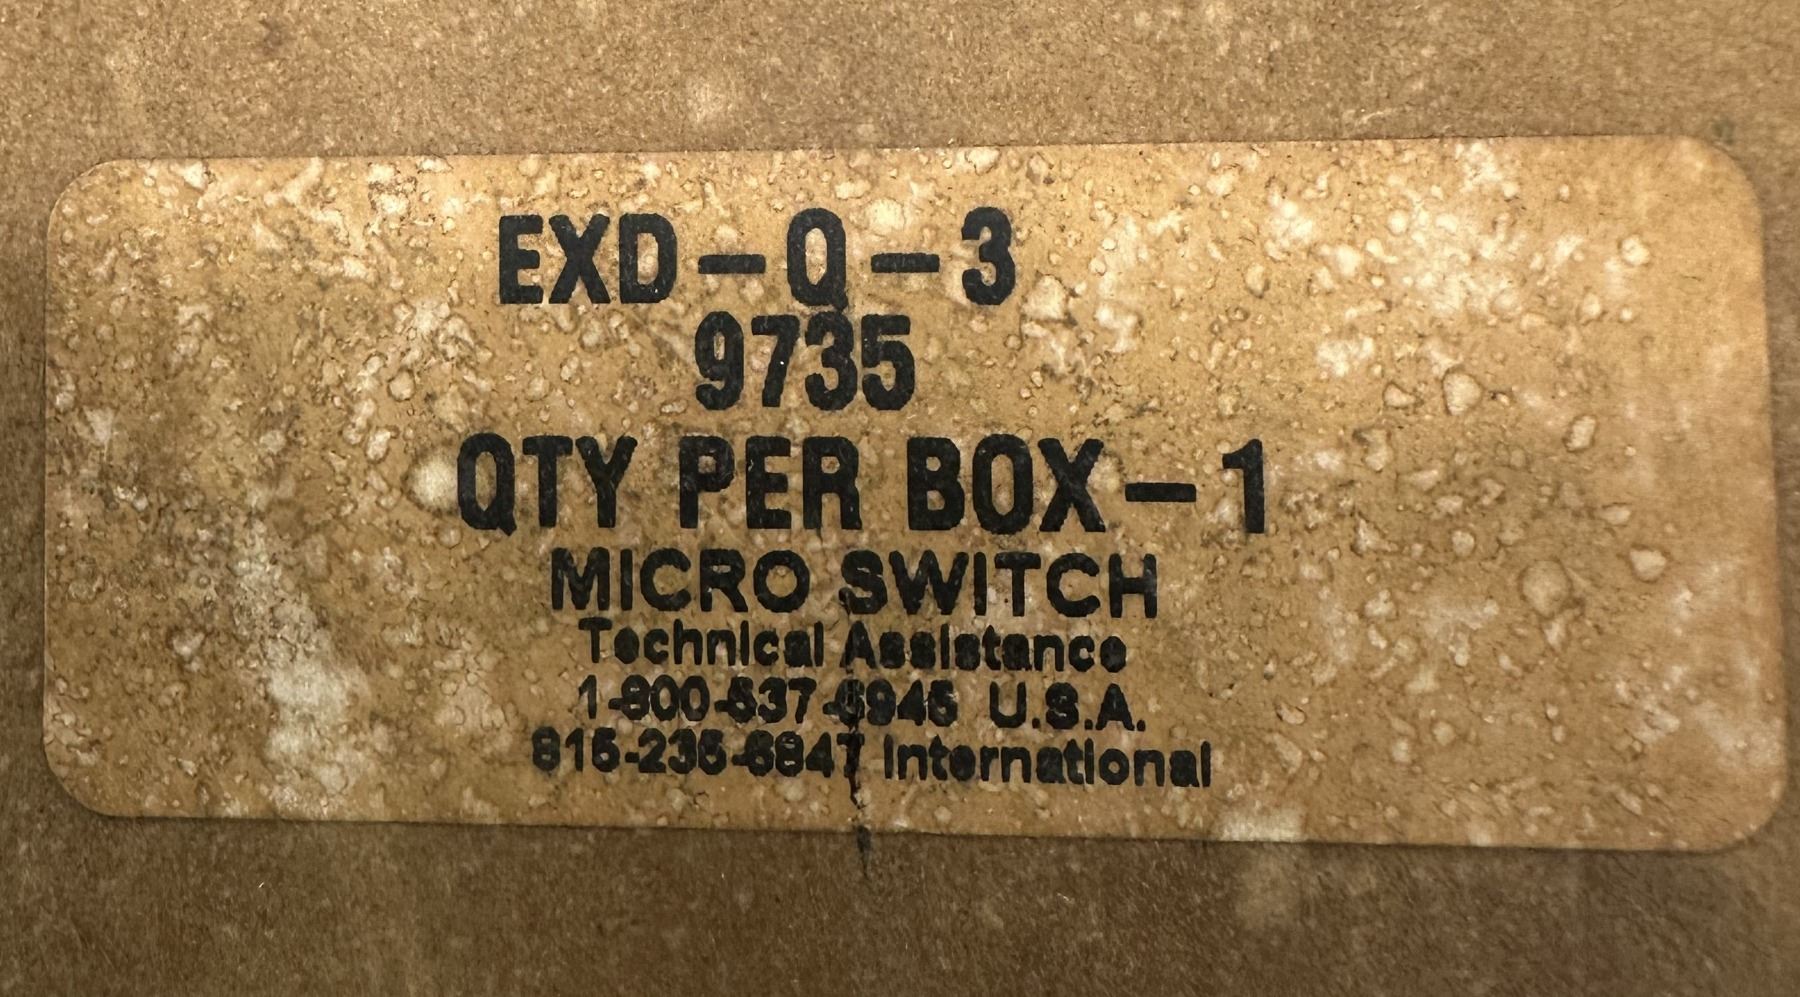 EXD-Q-3
9735
QTY PER BOX-1
MICRO SWITCH
Technical Assistance
1-800-537-6945 U.S.A.
815-235-6847 International